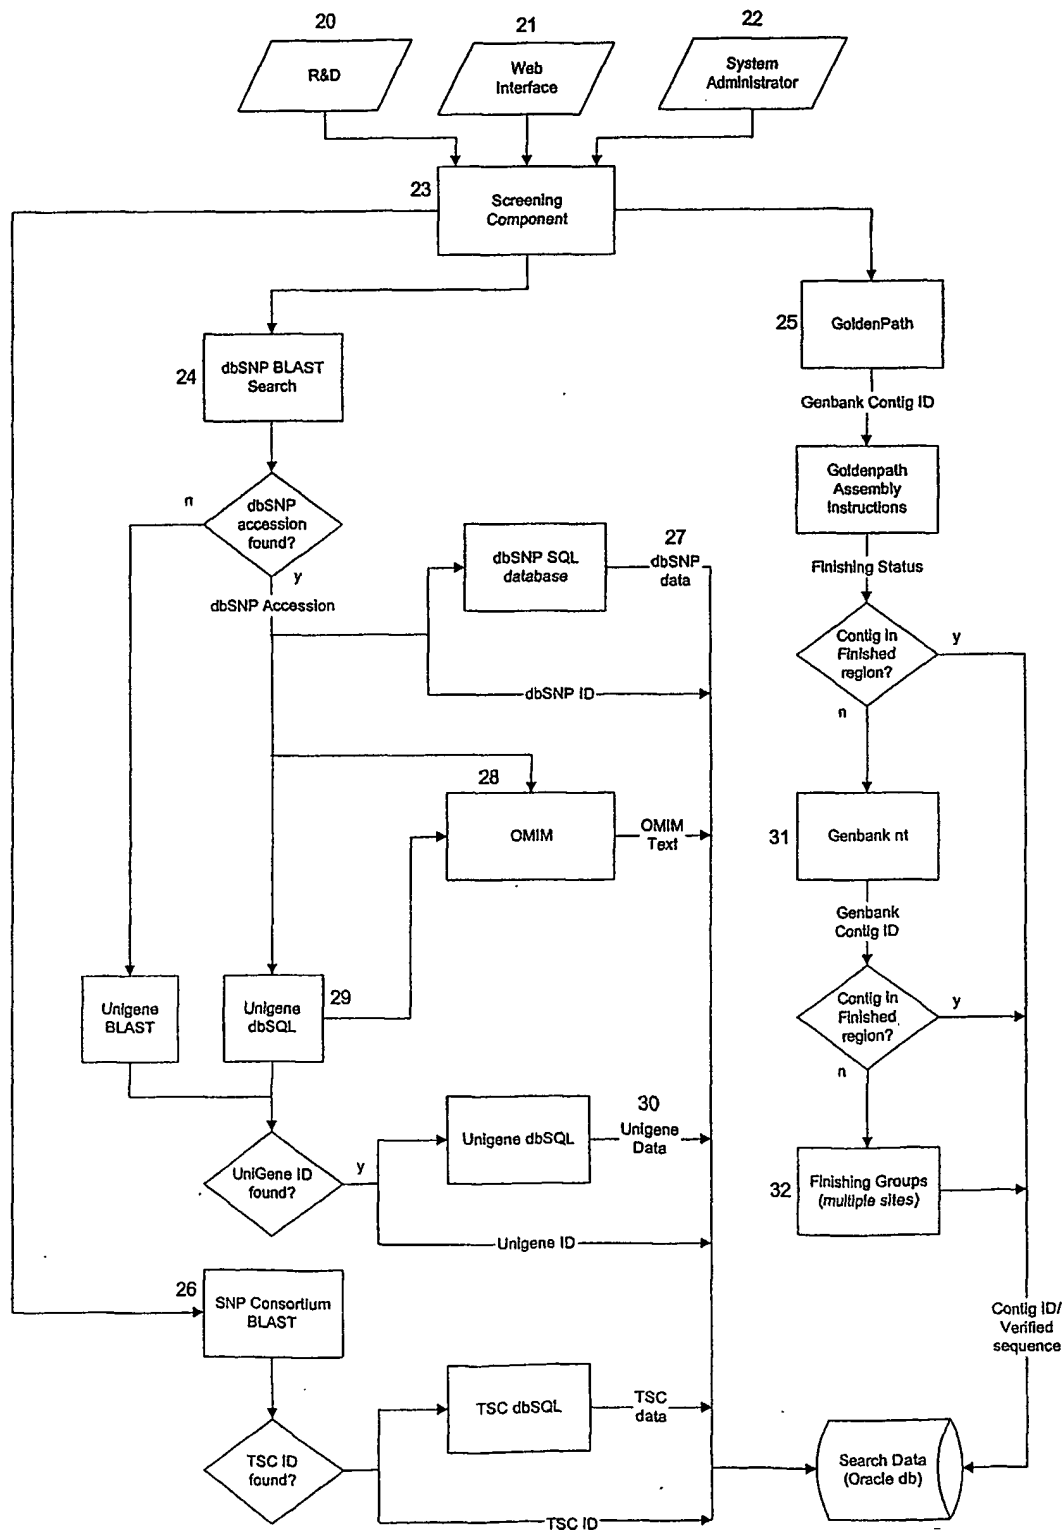 20
21
22
R&D
Web
Interface
System
Administrator
23
Screening
Component
24
dbSNP BLAST
Search
25
GoldenPath
Genbank Contig ID
Goldenpath
Assembly
Instructions
n
dbSNP
accession
found?
y
dbSNP Accession
dbSNP SQL
database
27
dbSNP
data
Finishing Status
Contig in
Finished
region?
y
n
dbSNP ID
28
OMIM
OMIM
Text
31
Genbank nt
Genbank
Contig ID
Unigene
BLAST
Unigene
dbSQL
29
Contig in
Finished
region?
y
n
UniGene ID
found?
y
Unigene dbSQL
30
Unigene
Data
32
Finishing Groups
(multiple sites)
Unigene ID
26
SNP Consortium
BLAST
Contig ID/
Verified
sequence
TSC ID
found?
TSC dbSQL
TSC
data
Search Data
(Oracle db)
TSC ID